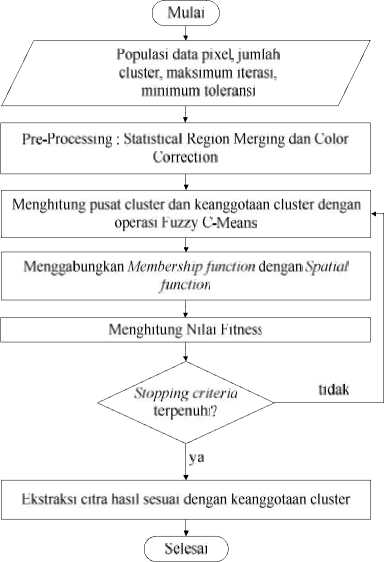 Mulai
Populasi data pixel, jumlah
cluster, maksimum iterasi,
minimum toleransi
Pre-Processing : Statistical Region Merging dan Color
Correction
Menghitung pusat cluster dan keanggotaan cluster dengan
operasi Fuzzy C-Means
Menggabungkan Membership function dengan Spatial
function
Menghitung Nilai Fitness
Stopping criteria
terpenuhi?
tidak
ya
Ekstraksi citra hasil sesuai dengan keanggotaan cluster
Selesai